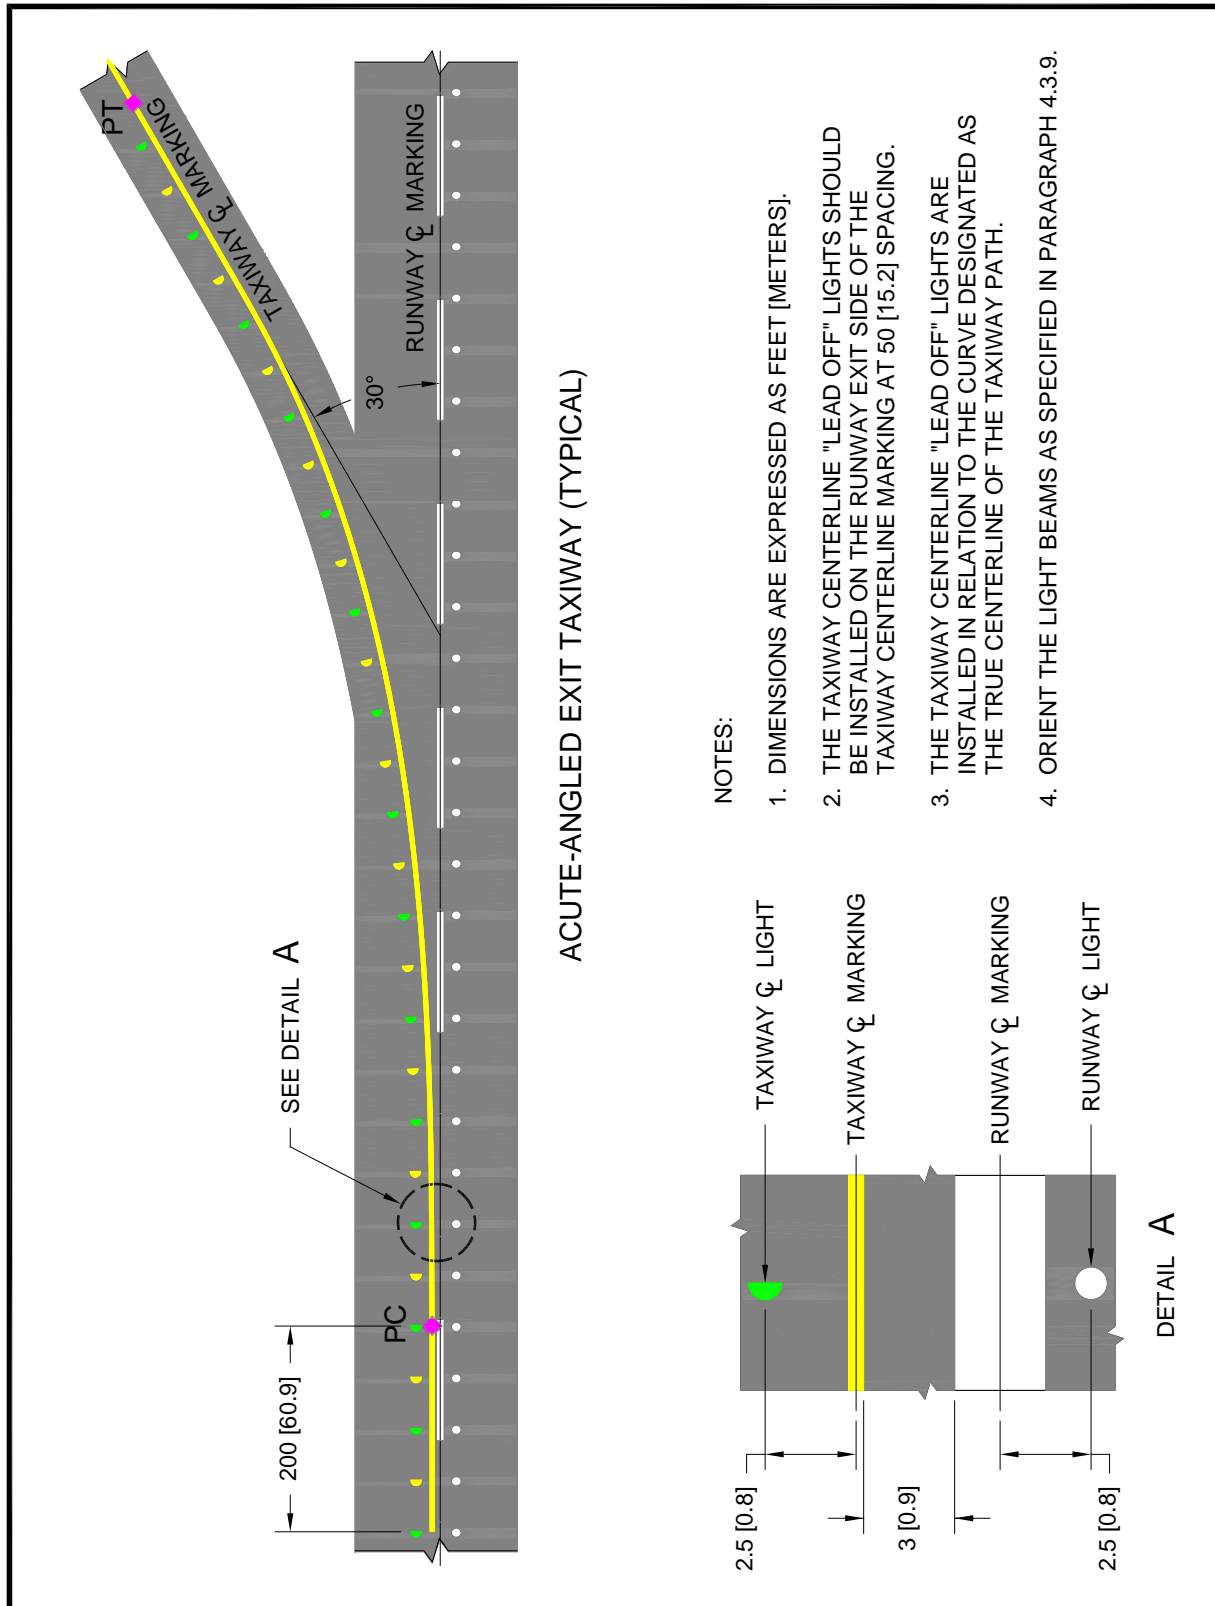 200 [60.9]
PC
SEE DETAIL A
PT
TAXIWAY ℄ MARKING
RUNWAY ℄ MARKING
30°
ACUTE-ANGLED EXIT TAXIWAY (TYPICAL)
2.5 [0.8]
3 [0.9]
2.5 [0.8]
TAXIWAY ℄ LIGHT
TAXIWAY ℄ MARKING
RUNWAY ℄ MARKING
RUNWAY ℄ LIGHT
DETAIL A
NOTES:
1. DIMENSIONS ARE EXPRESSED AS FEET [METERS].
2. THE TAXIWAY CENTERLINE "LEAD OFF" LIGHTS SHOULD
BE INSTALLED ON THE RUNWAY EXIT SIDE OF THE
TAXIWAY CENTERLINE MARKING AT 50 [15.2] SPACING.
3. THE TAXIWAY CENTERLINE "LEAD OFF" LIGHTS ARE
INSTALLED IN RELATION TO THE CURVE DESIGNATED AS
THE TRUE CENTERLINE OF THE TAXIWAY PATH.
4. ORIENT THE LIGHT BEAMS AS SPECIFIED IN PARAGRAPH 4.3.9.